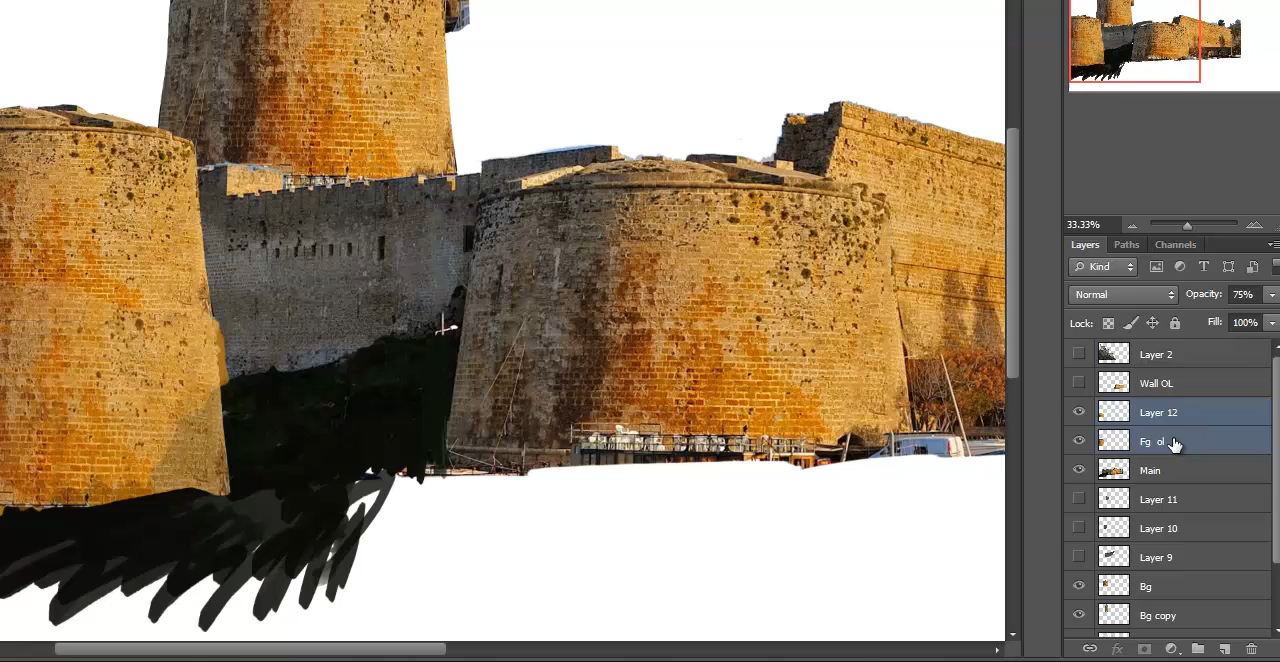 33.33%
Layers Paths Channels
Kind
Normal Opacity: 75%
Lock: Fill: 100%
Layer 2
Wall OL
Layer 12
Fg ol
Main
Layer 11
Layer 10
Layer 9
Bg
Bg copy